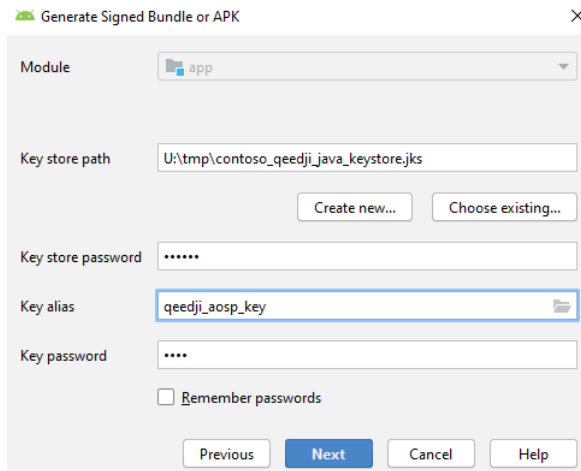 Generate Signed Bundle or APK
Module app
Key store path U:\tmp\contoso_qeedji_java_keystore.jks
Create new... Choose existing...
Key store password ••••••
Key alias qeedji_aosp_key
Key password ••••
Remember passwords
Previous Next Cancel Help